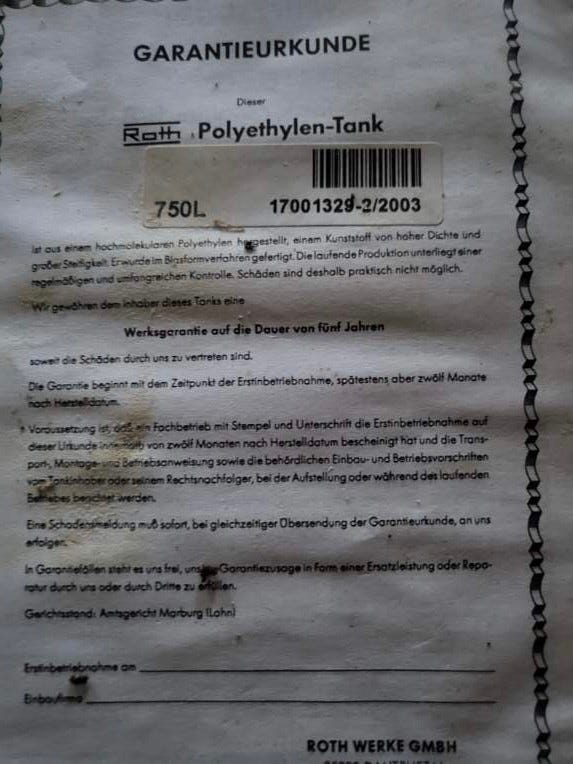 GARANTIEURKUNDE
Dieser
Roth Polyethylen-Tank
750L 17001329-2/2003
ist aus einem hochmolekularen Polyethylen hergestellt, einem Kunststoff von hoher Dichte und
großer Steifigkeit. Er wurde im Blasformverfahren gefertigt. Die laufende Produktion unterliegt einer
regelmäßigen und umfangreichen Kontrolle. Schäden sind deshalb praktisch nicht möglich.
Wir gewähren dem Inhaber dieses Tanks eine
Werksgarantie auf die Dauer von fünf Jahren
soweit die Schäden durch uns zu vertreten sind.
Die Garantie beginnt mit dem Zeitpunkt der Erstinbetriebnahme, spätestens aber zwölf Monate
nach Herstelldatum.
Voraussetzung ist, daß ein Fachbetrieb mit Stempel und Unterschrift die Erstinbetriebnahme auf
dieser Urkunde innerhalb von zwölf Monaten nach Herstelldatum bescheinigt hat und die Trans-
port-, Montage- und Betriebsanweisung sowie die behördlichen Einbau- und Betriebsvorschriften
vom Tankinhaber oder seinem Rechtsnachfolger, bei der Aufstellung oder während des laufenden
Betriebes beachtet werden.
Eine Schadensmeldung muß sofort, bei gleichzeitiger Übersendung der Garantieurkunde, an uns
erfolgen.
In Garantiefällen steht es uns frei, unsere Garantiezusage in Form einer Ersatzleistung oder Repa-
ratur durch uns oder durch Dritte zu erfüllen.
Gerichtsstand: Amtsgericht Marburg (Lahn)
Erstinbetriebnahme am
Einbaufirma
ROTH WERKE GMBH